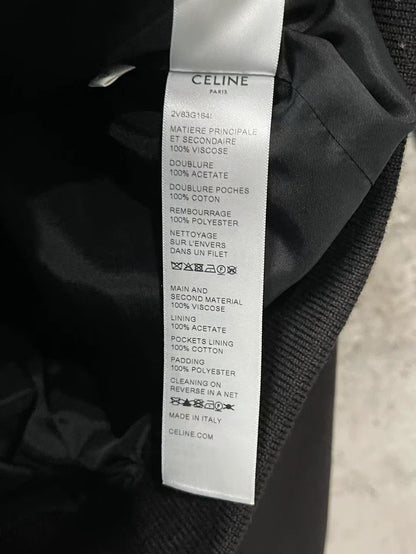 CELINE
PARIS
2V83G184I
MATIERE PRINCIPALE
ET SECONDAIRE
100% VISCOSE
DOUBLURE
100% ACETATE
DOUBLURE POCHES
100% COTON
REMBOURRAGE
100% POLYESTER
NETTOYAGE
SUR L'ENVERS
DANS UN FILET
MAIN AND
SECOND MATERIAL
100% VISCOSE
LINING
100% ACETATE
POCKETS LINING
100% COTTON
PADDING
100% POLYESTER
CLEANING ON
REVERSE IN A NET
MADE IN ITALY
CELINE.COM